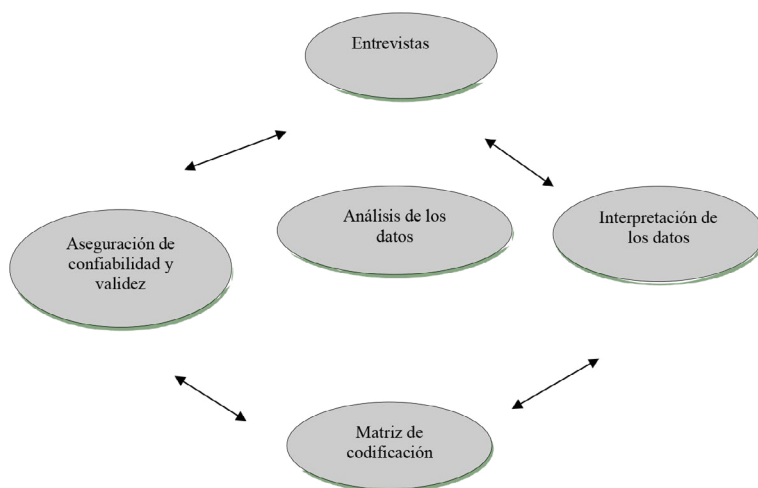 Entrevistas
Análisis de los
datos
Interpretación de
los datos
Aseguración de
confiabilidad y
validez
Matriz de
codificación